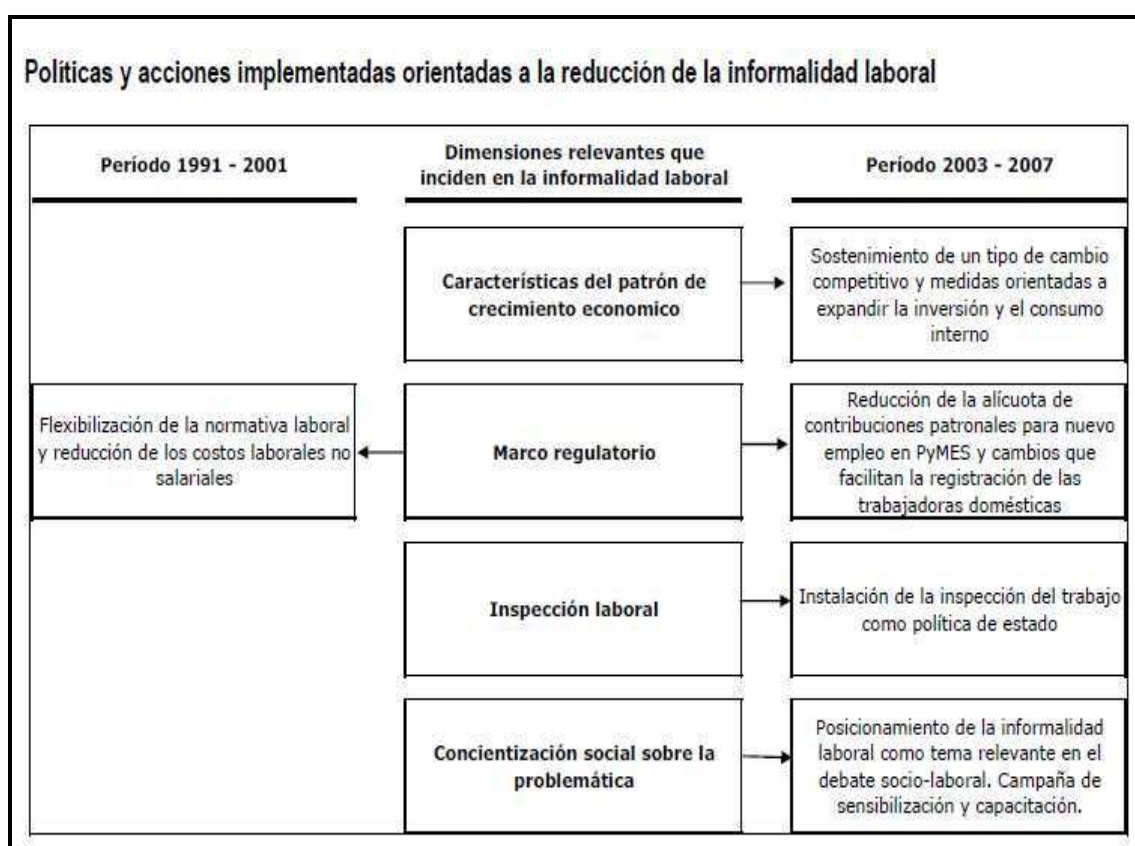 Políticas y acciones implementadas orientadas a la reducción de la informalidad laboral
Período 1991 - 2001
Dimensiones relevantes que
inciden en la informalidad laboral
Período 2003 - 2007
Características del patrón de
crecimiento economico
Sostenimiento de un tipo de cambio
competitivo y medidas orientadas a
expandir la inversión y el consumo
interno
Flexibilización de la normativa laboral
y reducción de los costos laborales no
salariales
Marco regulatorio
Reducción de la alícuota de
contribuciones patronales para nuevo
empleo en PyMES y cambios que
facilitan la registración de las
trabajadoras domésticas
Inspección laboral
Instalación de la inspección del trabajo
como política de estado
Concientización social sobre la
problemática
Posicionamiento de la informalidad
laboral como tema relevante en el
debate socio-laboral. Campaña de
sensibilización y capacitación.